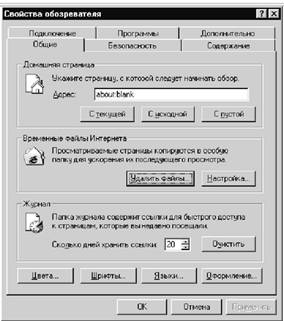 Свойства обозревателя
Подключение Программы Дополнительно
Общие Безопасность Содержание
Домашняя страница
Укажите страницу, с которой следует начинать обзор.
Адрес: about:blank
С текущей С исходной С пустой
Временные файлы Интернета
Просматриваемые страницы копируются в особую
папку для ускорения их последующего просмотра.
Удалить файлы... Настройка...
Журнал
Папка журнала содержит ссылки для быстрого доступа
к страницам, которые вы недавно посещали.
Сколько дней хранить ссылки: 20 Очистить
Цвета... Шрифты... Языки... Оформление...
OK Отмена Применить